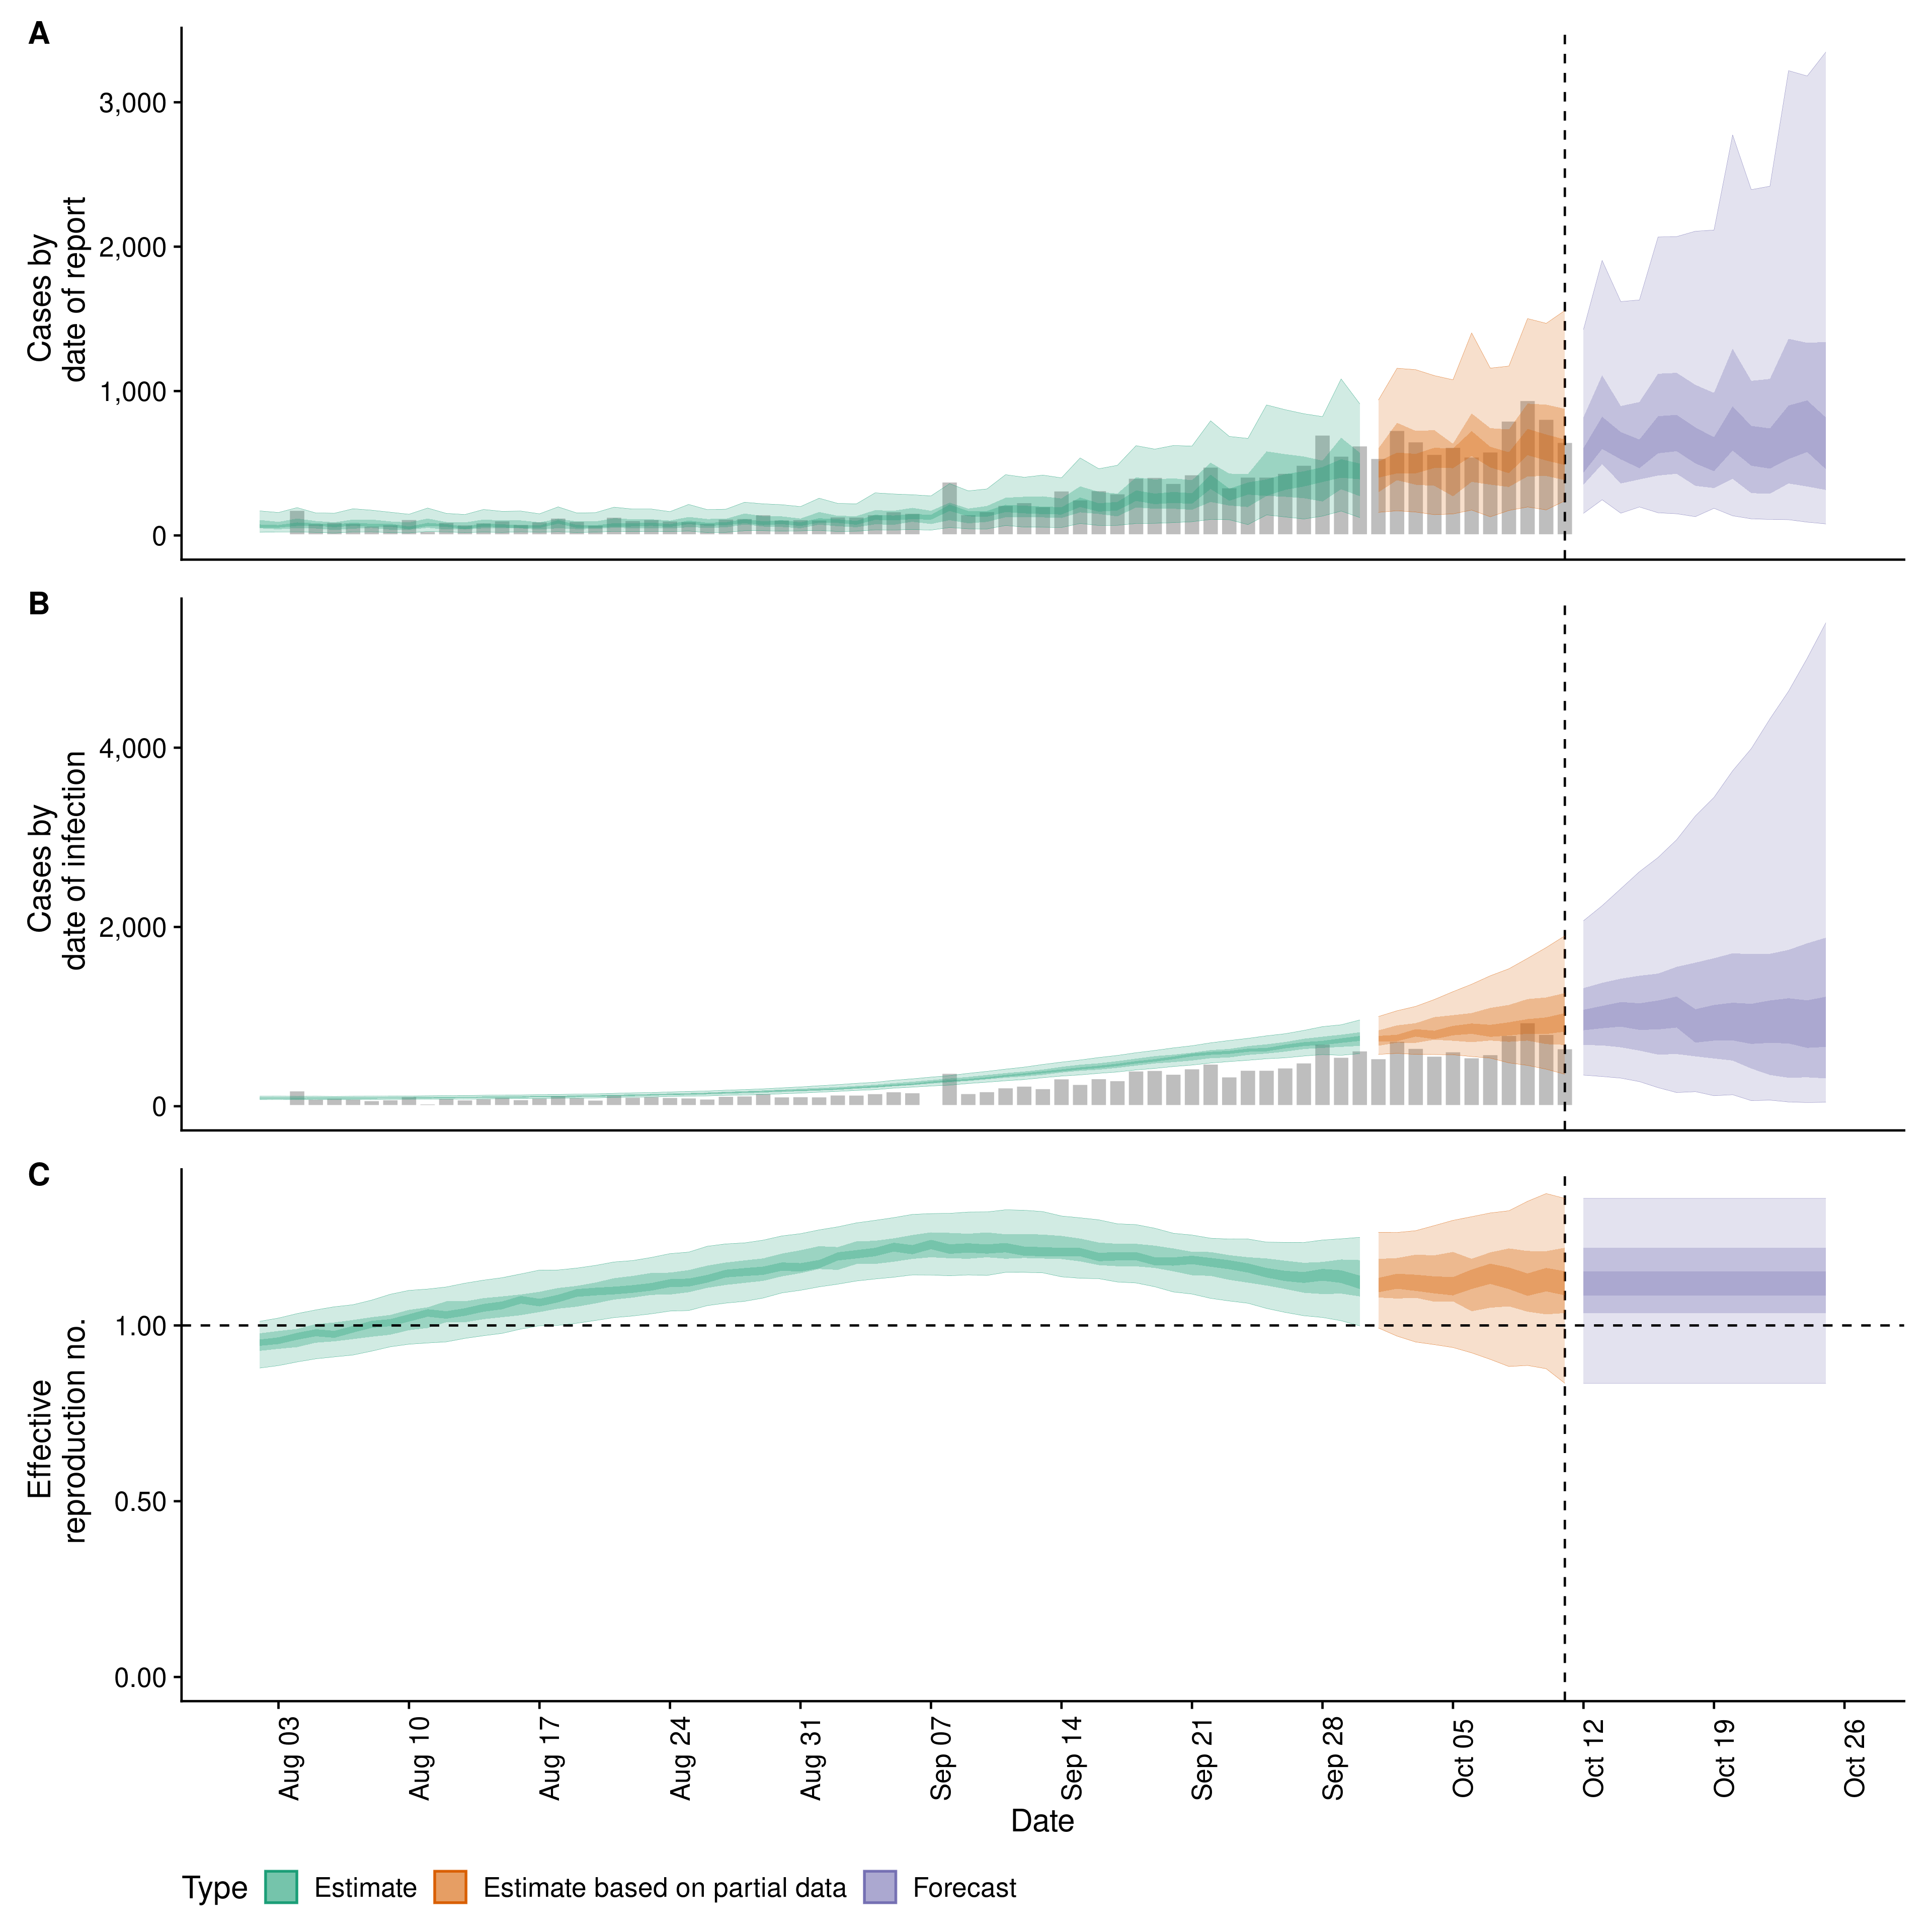 A
3,000
2,000
1,000
0
Cases by
date of report
B
4,000
2,000
0
Cases by
date of infection
C
1.00
0.50
0.00
Effective
reproduction no.
Aug 03
Aug 10
Aug 17
Aug 24
Aug 31
Sep 07
Sep 14
Sep 21
Sep 28
Oct 05
Oct 12
Oct 19
Oct 26
Date
Type Estimate Estimate based on partial data Forecast